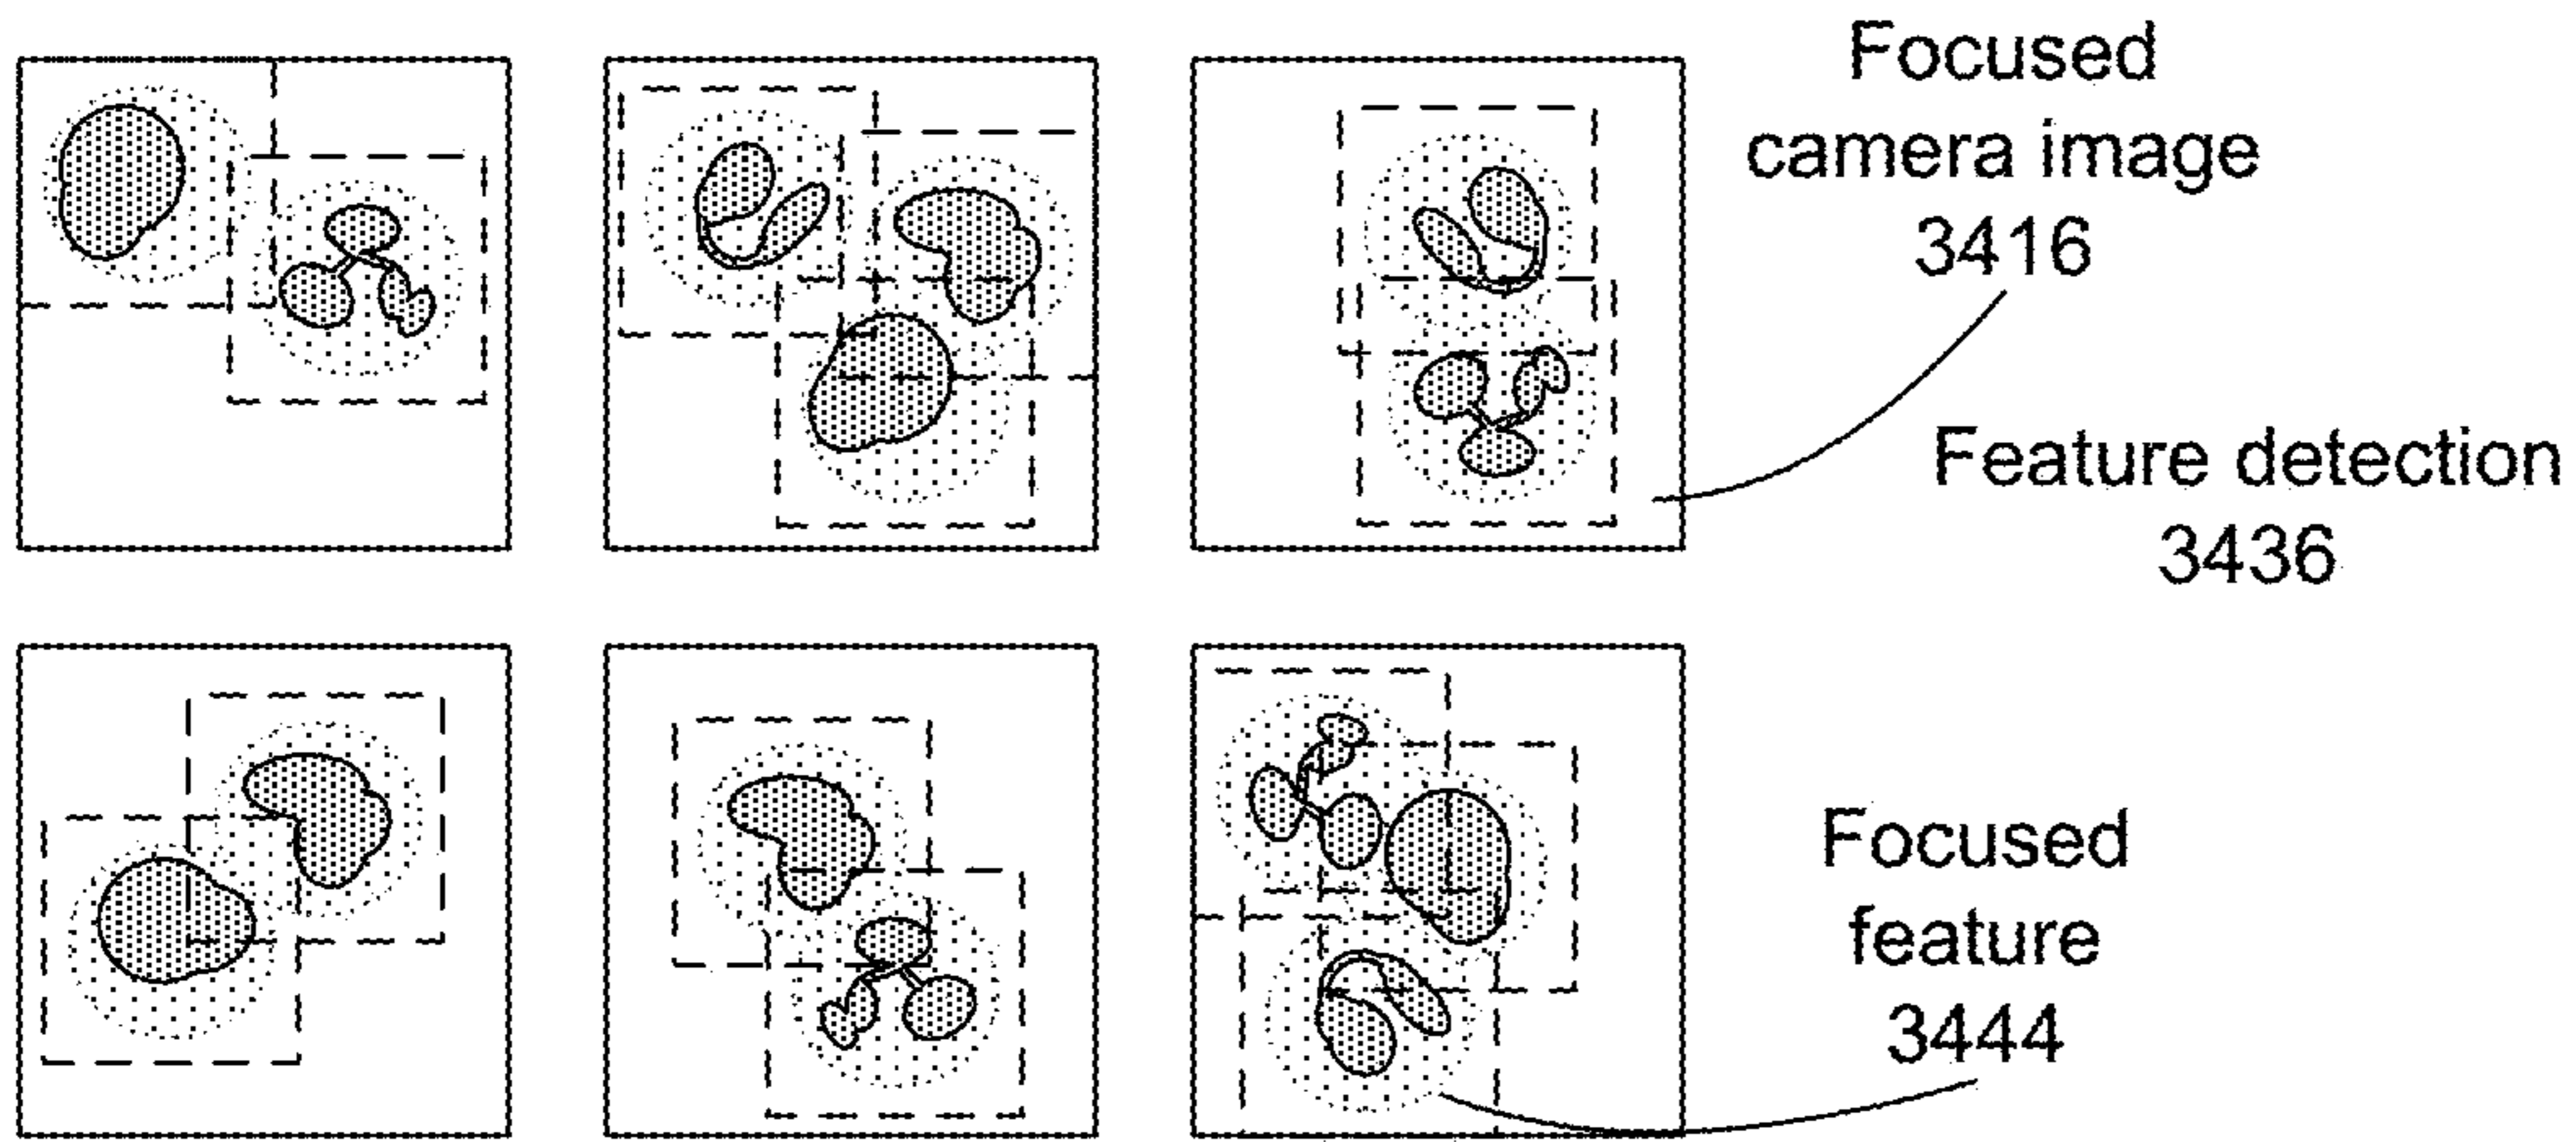 Focused
camera image
3416
Feature detection
3436
Focused
feature
3444